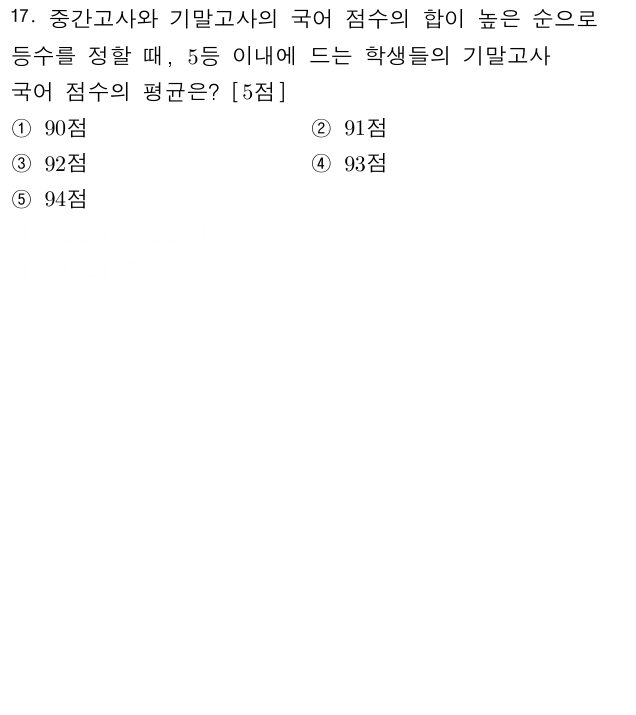 17. 중간고사와 기말고사의 국어 점수의 합이 높은 순으로
등수를 정할 때, 5등 이내에 드는 학생들의 기말고사
국어 점수의 평균은? [5점]
① 90점 ② 91점
③ 92점 ④ 93점
⑤ 94점